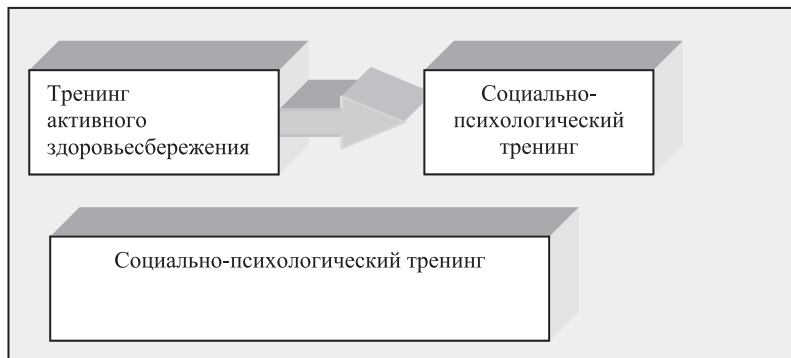 Тренинг
активного
здоровьесбережения
Социально-
психологический
тренинг
Социально-психологический тренинг